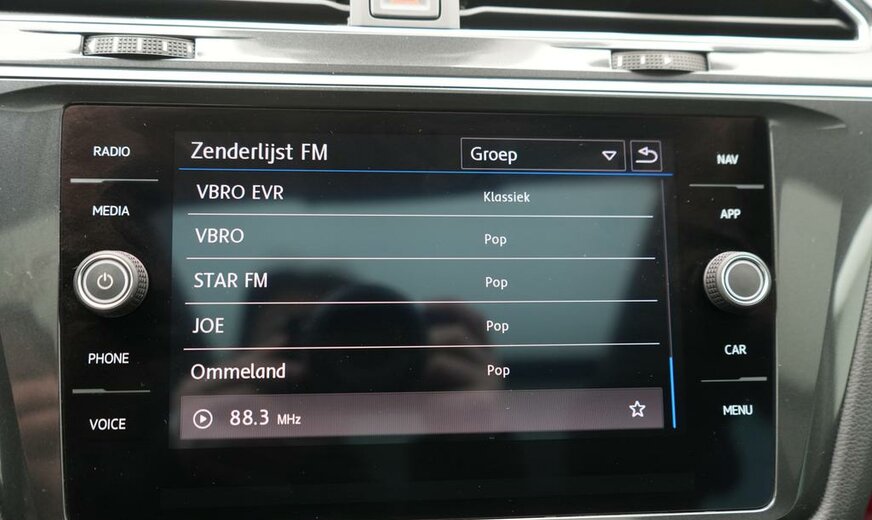 RADIO
MEDIA
PHONE
VOICE
Zenderlijst FM Groep
VBRO EVR Klassiek
VBRO Pop
STAR FM Pop
JOE Pop
Ommeland Pop
88.3 MHz
NAV
APP
CAR
MENU